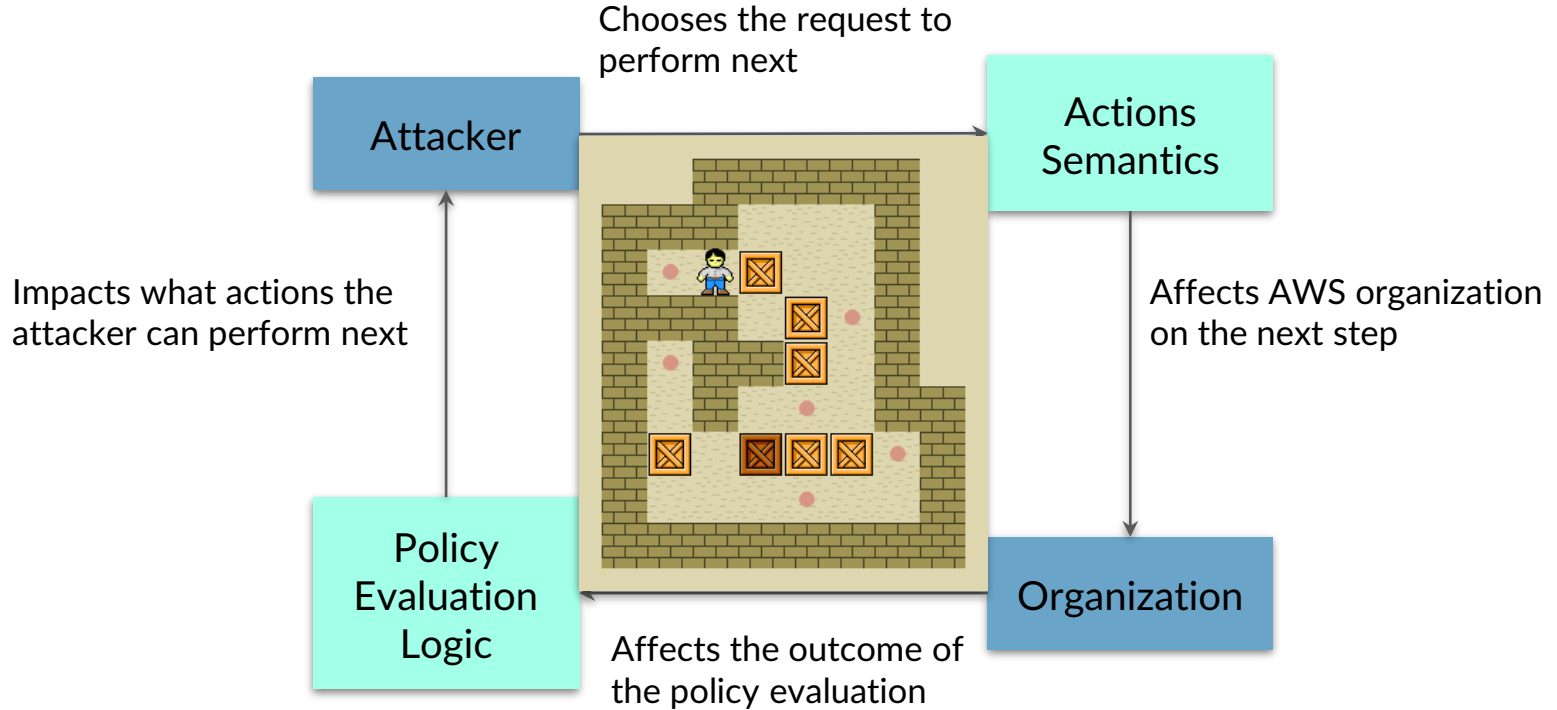 Chooses the request to
perform next
Attacker
Actions
Semantics
Impacts what actions the
attacker can perform next
Affects AWS organization
on the next step
Policy
Evaluation
Logic
Organization
Affects the outcome of
the policy evaluation